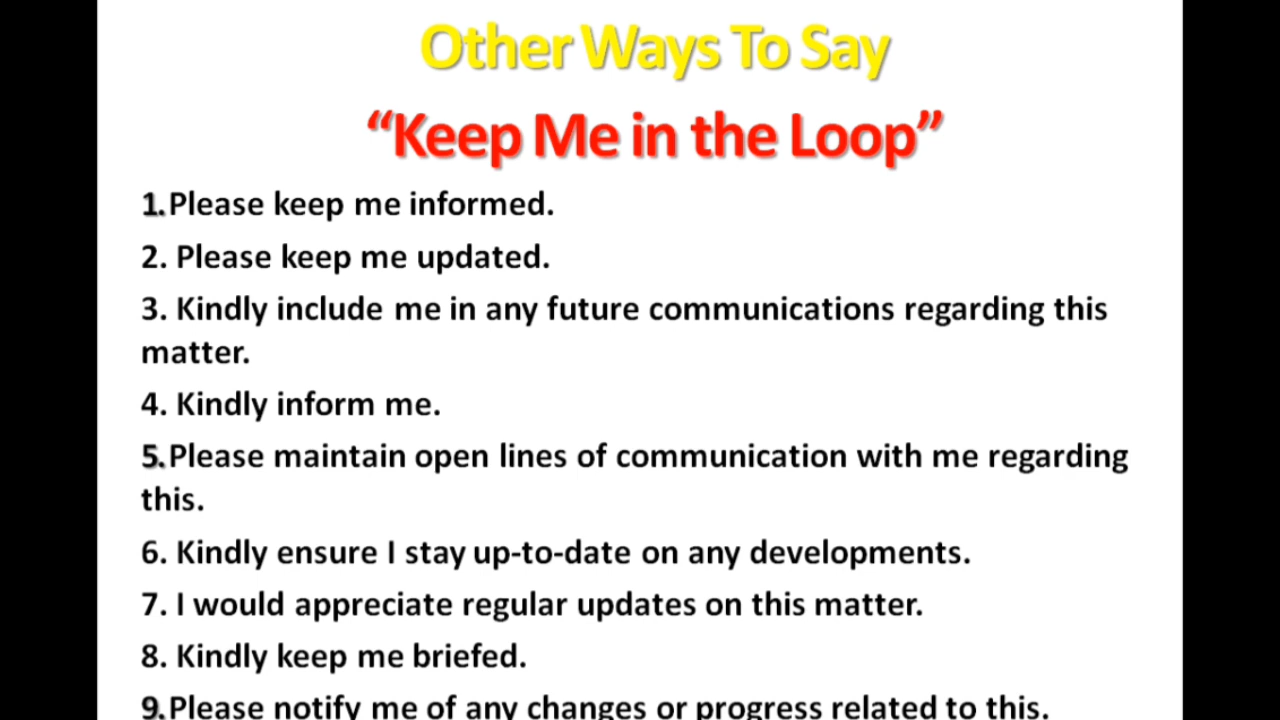 Other Ways To Say
“Keep Me in the Loop”
1.Please keep me informed.
2. Please keep me updated.
3. Kindly include me in any future communications regarding this
matter.
4. Kindly inform me.
5.Please maintain open lines of communication with me regarding
this.
6. Kindly ensure I stay up-to-date on any developments.
7. I would appreciate regular updates on this matter.
8. Kindly keep me briefed.
9.Please notify me of any changes or progress related to this.